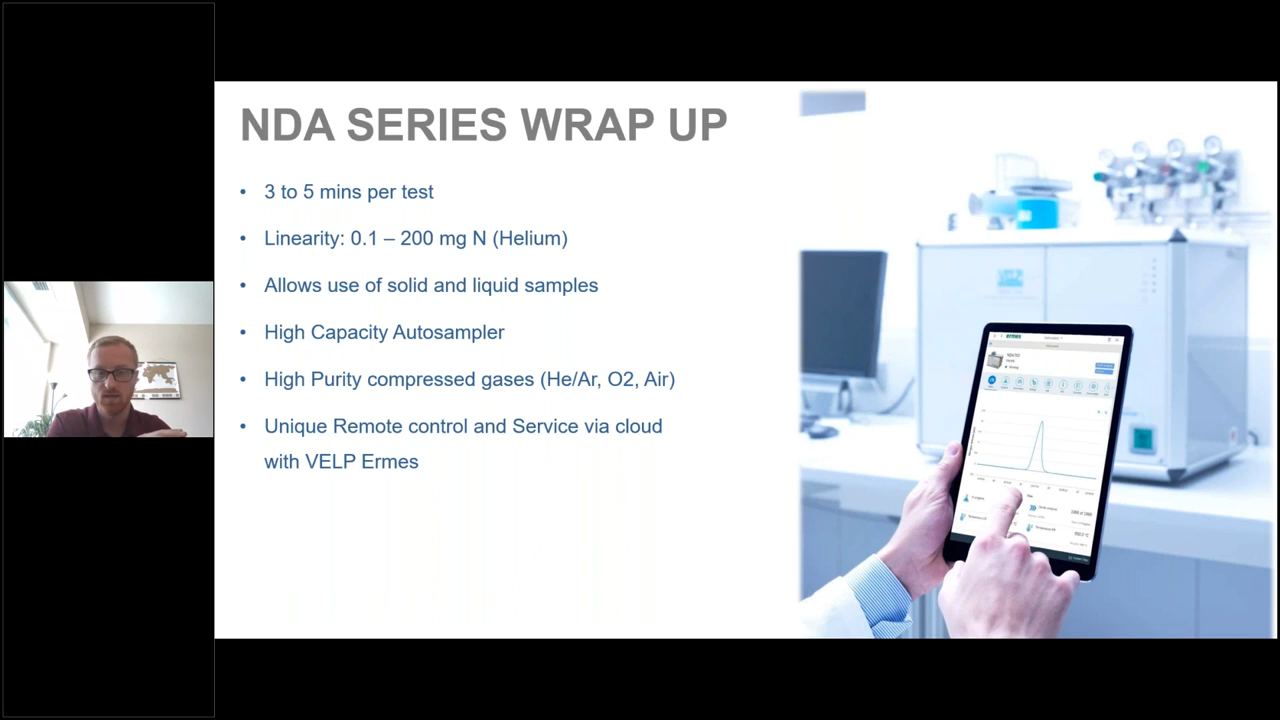 NDA SERIES WRAP UP
• 3 to 5 mins per test
• Linearity: 0.1 – 200 mg N (Helium)
• Allows use of solid and liquid samples
• High Capacity Autosampler
• High Purity compressed gases (He/Ar, O2, Air)
• Unique Remote control and Service via cloud
with VELP Ermes
ermes